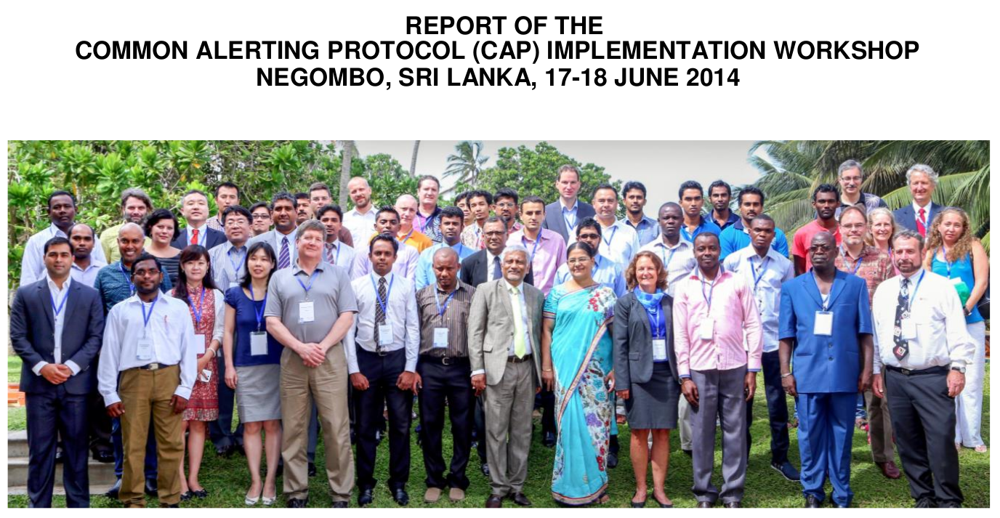 REPORT OF THE
COMMON ALERTING PROTOCOL (CAP) IMPLEMENTATION WORKSHOP
NEGOMBO, SRI LANKA, 17-18 JUNE 2014